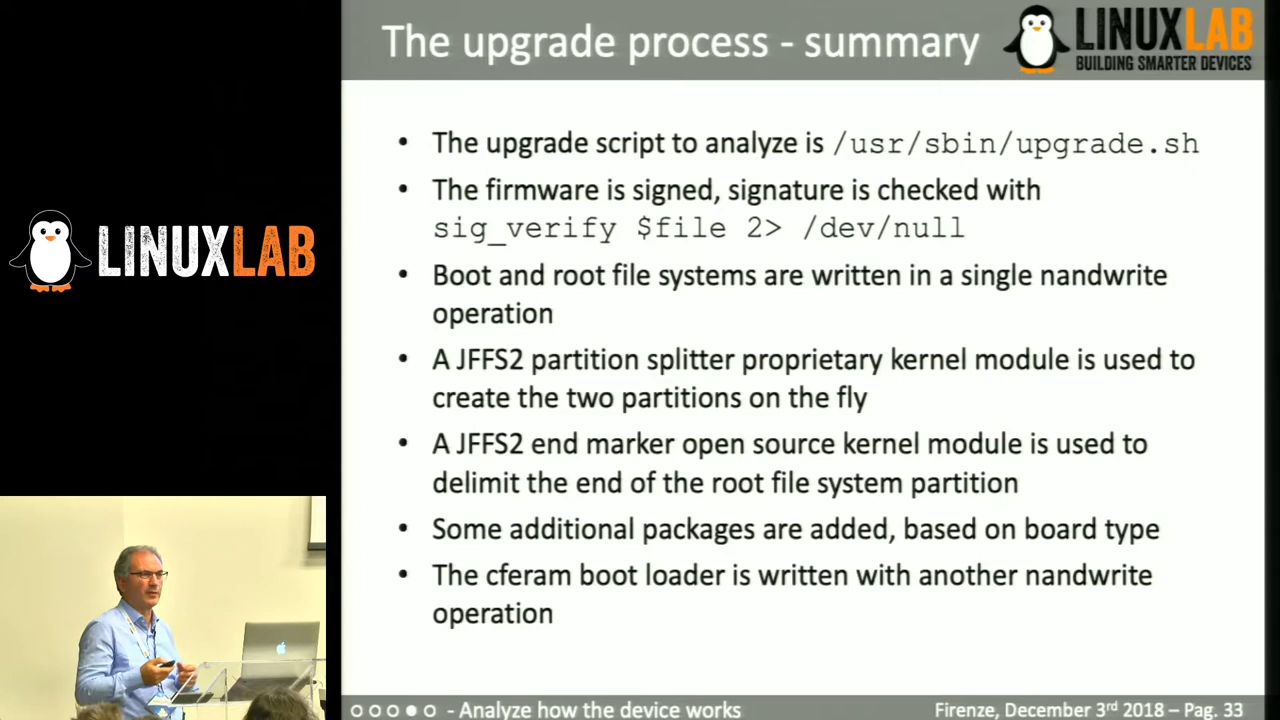 The upgrade process - summary
LINUXLAB
BUILDING SMARTER DEVICES
• The upgrade script to analyze is /usr/sbin/upgrade.sh
• The firmware is signed, signature is checked with
sig_verify $file 2> /dev/null
• Boot and root file systems are written in a single nandwrite
operation
• A JFFS2 partition splitter proprietary kernel module is used to
create the two partitions on the fly
• A JFFS2 end marker open source kernel module is used to
delimit the end of the root file system partition
• Some additional packages are added, based on board type
• The cferam boot loader is written with another nandwrite
operation
LINUXLAB
- Analyze how the device works
Firenze, December 3rd 2018 – Pag. 33